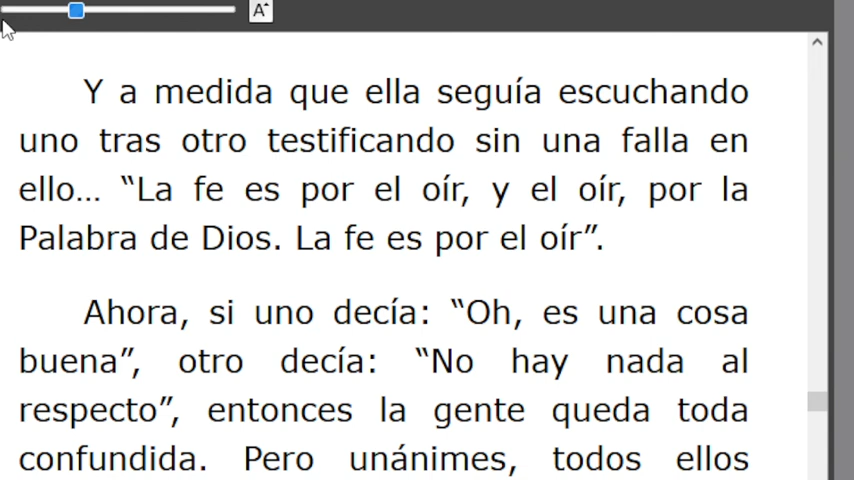 A
Y a medida que ella seguía escuchando
uno tras otro testificando sin una falla en
ello... “La fe es por el oír, y el oír, por la
Palabra de Dios. La fe es por el oír”.
Ahora, si uno decía: “Oh, es una cosa
buena”, otro decía: “No hay nada al
respecto”, entonces la gente queda toda
confundida. Pero unánimes, todos ellos